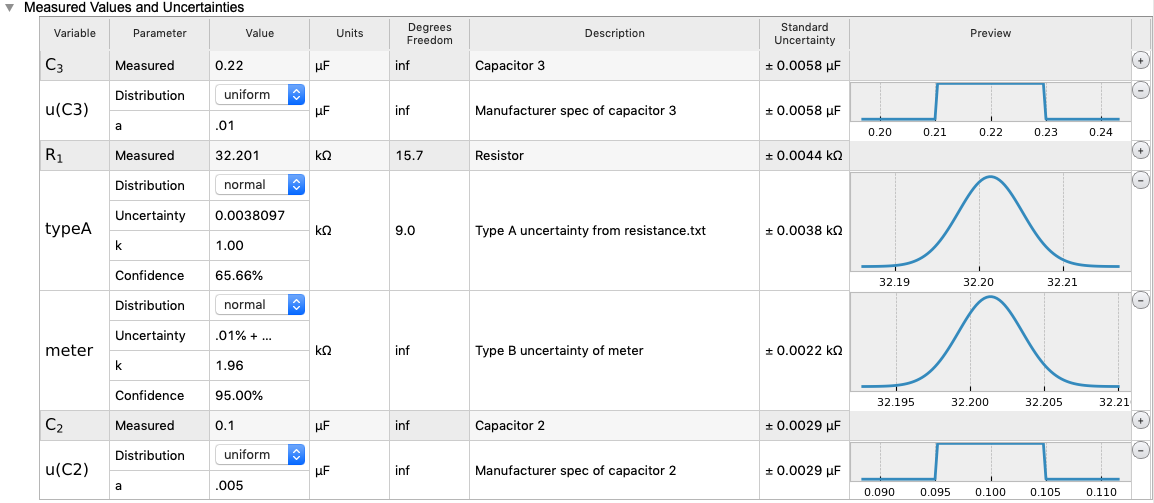 Measured Values and Uncertainties
Variable Parameter Value Units Degrees Freedom Description Standard Uncertainty Preview
C3 Measured 0.22 μF inf Capacitor 3 ± 0.0058 μF +
u(C3) Distribution uniform μF inf Manufacturer spec of capacitor 3 ± 0.0058 μF −
a .01
0.20 0.21 0.22 0.23 0.24
R1 Measured 32.201 kΩ 15.7 Resistor ± 0.0044 kΩ +
typeA Distribution normal kΩ 9.0 Type A uncertainty from resistance.txt ± 0.0038 kΩ −
Uncertainty 0.0038097
k 1.00
Confidence 65.66%
32.19 32.20 32.21
meter Distribution normal kΩ inf Type B uncertainty of meter ± 0.0022 kΩ −
Uncertainty .01% + ...
k 1.96
Confidence 95.00%
32.195 32.200 32.205 32.21
C2 Measured 0.1 μF inf Capacitor 2 ± 0.0029 μF +
u(C2) Distribution uniform μF inf Manufacturer spec of capacitor 2 ± 0.0029 μF −
a .005
0.090 0.095 0.100 0.105 0.110